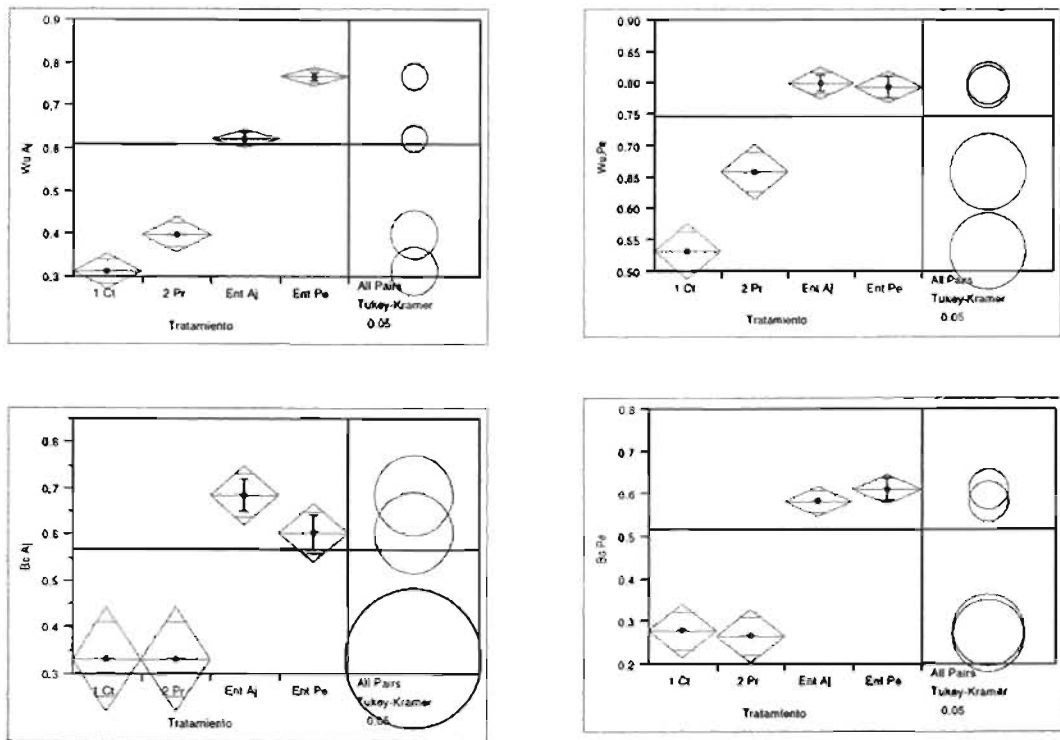 0.9
0.8
0.7
0.6
0.5
0.4
0.3
Wu Aj
1 Ct 2 Pr Ent Aj Ent Pe
All Pairs
Tukey-Kramer
0.05
Tratamiento
0.90
0.85
0.80
0.75
0.70
0.65
0.60
0.55
0.50
Wu Pe
1 Ct 2 Pr Ent Aj Ent Pe
All Pairs
Tukey-Kramer
0.05
Tratamiento
0.8
0.7
0.6
0.5
0.4
0.3
Bc Aj
1 Ct 2 Pr Ent Aj Ent Pe
All Pairs
Tukey-Kramer
0.05
Tratamiento
0.8
0.6
0.5
0.4
0.3
0.2
Bc Pe
1 Ct 2 Pr Ent Aj Ent Pe
All Pairs
Tukey-Kramer
0.05
Tratamiento